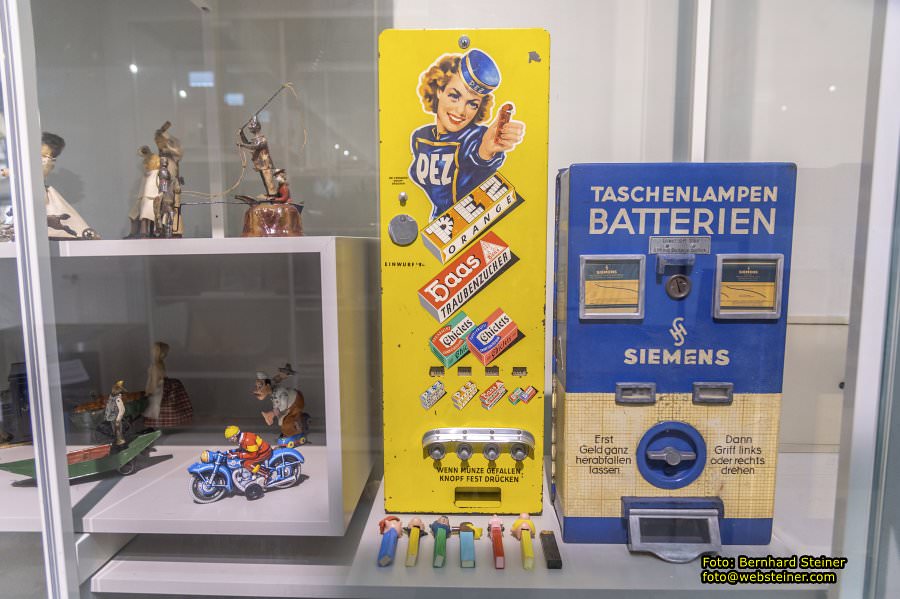 PEZ
PEZ
PEZ
ORANGE
EINWURF
Haas
TRAUBENZUCKER
Chiclets
Chiclets
WENN MÜNZE GEFALLEN,
KNOPF FEST DRÜCKEN
TASCHENLAMPEN
BATTERIEN
SIEMENS
SIEMENS
SIEMENS
Erst
Geld ganz
herabfallen
lassen
Dann
Griff links
oder rechts
drehen
Foto: Bernhard Steiner
foto@websteiner.com